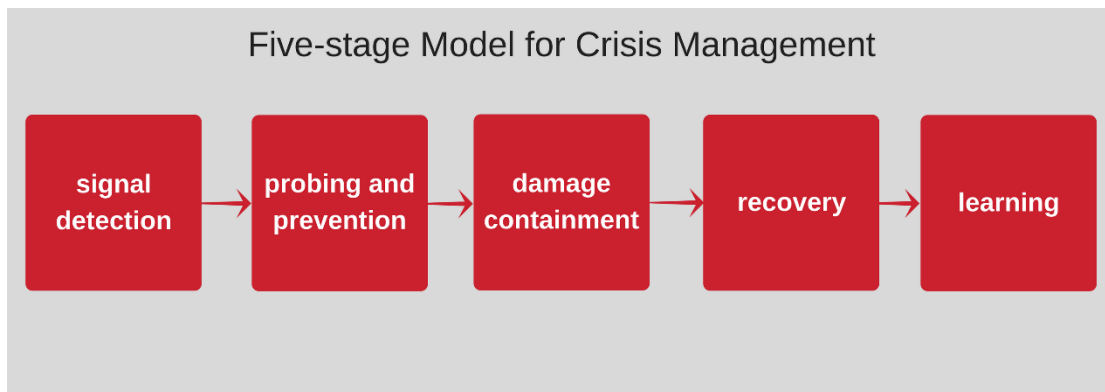 Five-stage Model for Crisis Management
signal
detection
probing and
prevention
damage
containment
recovery
learning